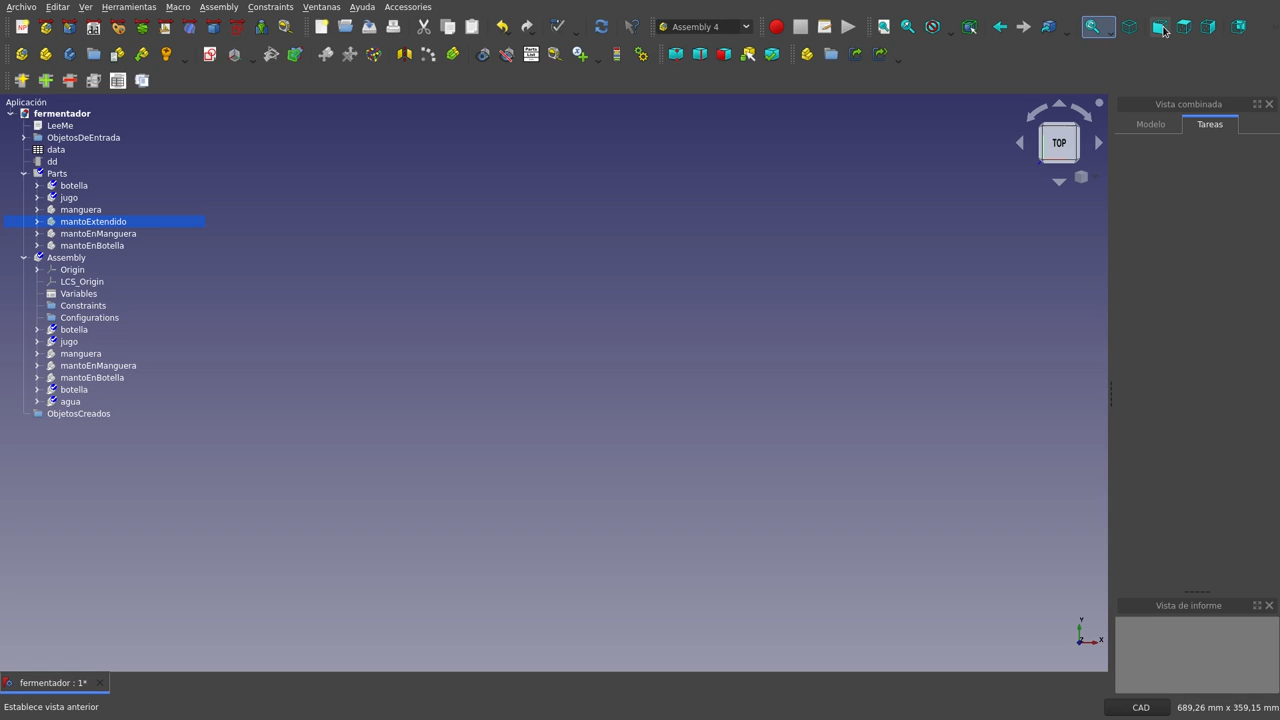 Archivo Editar Ver Herramientas Macro Assembly Constraints Ventanas Ayuda Accessories
Assembly 4
Aplicación
fermentador
LeeMe
ObjetosDeEntrada
data
dd
Parts
botella
jugo
manguera
mantoExtendido
mantoEnManguera
mantoEnBotella
Assembly
Origin
LCS_Origin
Variables
Constraints
Configurations
botella
jugo
manguera
mantoEnManguera
mantoEnBotella
botella
agua
ObjetosCreados
TOP
Y
Z
X
Vista combinada
Modelo Tareas
Vista de informe
fermentador : 1*
Establece vista anterior
CAD 689,26 mm x 359,15 mm